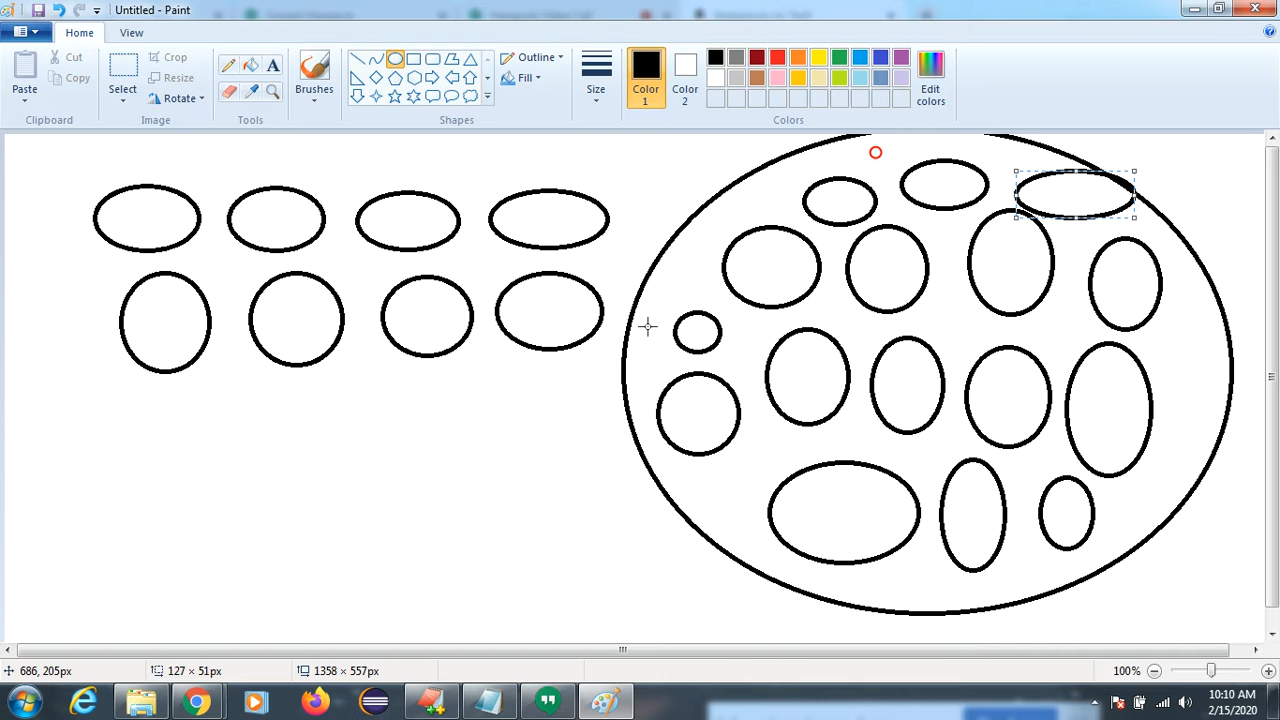 Untitled - Paint
Home
View
Paste
Cut
Copy
Clipboard
Select
Crop
Resize
Rotate
Image
A
Tools
Brushes
Outline
Fill
Shapes
Size
Color
1
Color
2
Edit
colors
Colors
686, 205px
127 × 51px
1358 × 557px
100%
10:10 AM
2/15/2020